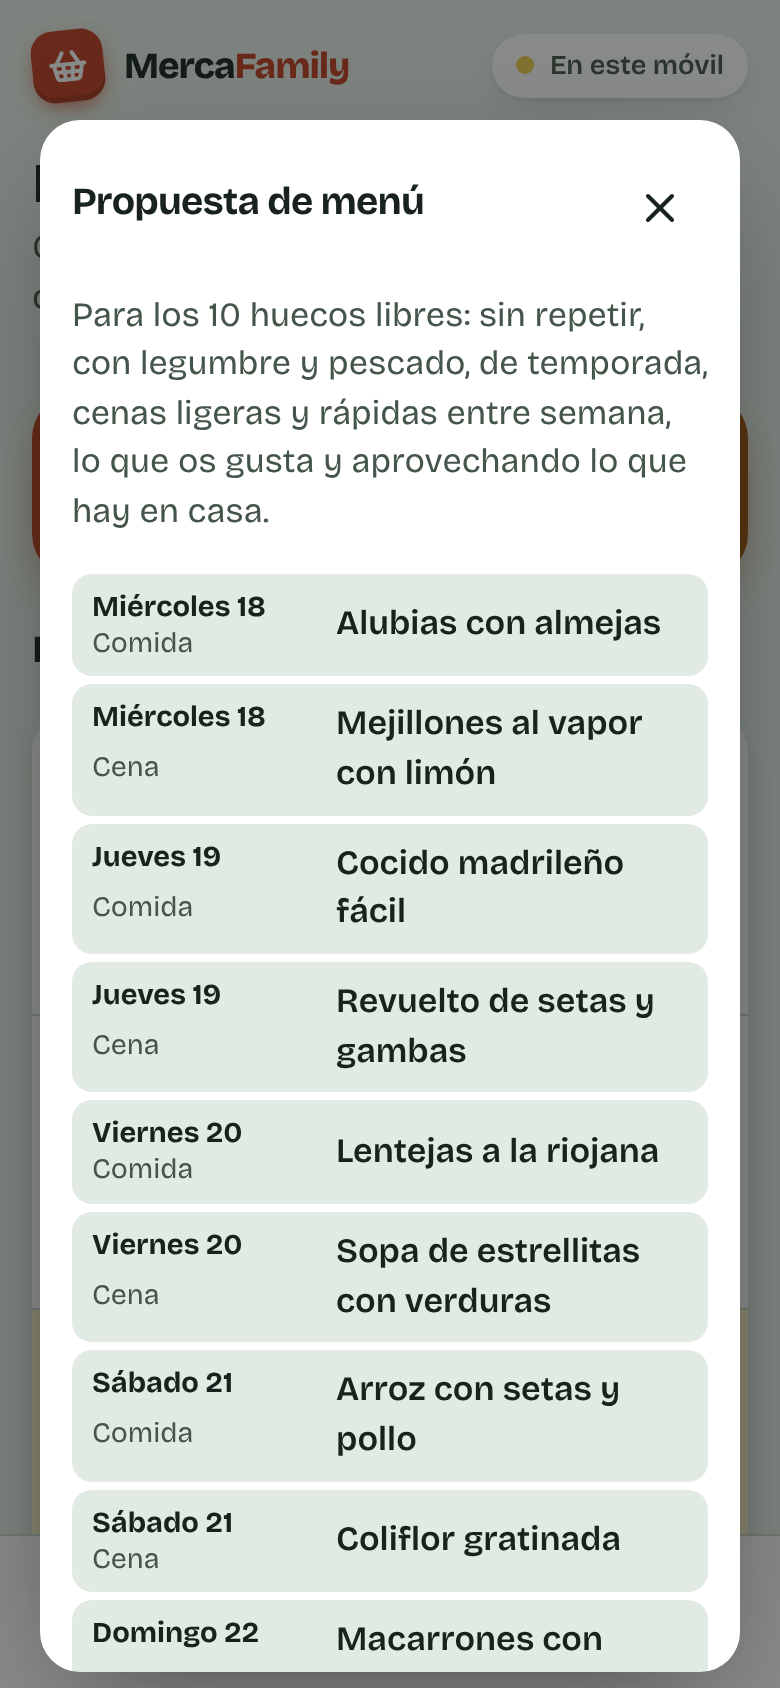 MercaFamily
En este móvil
Propuesta de menú
Para los 10 huecos libres: sin repetir,
con legumbre y pescado, de temporada,
cenas ligeras y rápidas entre semana,
lo que os gusta y aprovechando lo que
hay en casa.
Miércoles 18
Comida
Alubias con almejas
Miércoles 18
Cena
Mejillones al vapor
con limón
Jueves 19
Comida
Cocido madrileño
fácil
Jueves 19
Cena
Revuelto de setas y
gambas
Viernes 20
Comida
Lentejas a la riojana
Viernes 20
Cena
Sopa de estrellitas
con verduras
Sábado 21
Comida
Arroz con setas y
pollo
Sábado 21
Cena
Coliflor gratinada
Domingo 22
Macarrones con